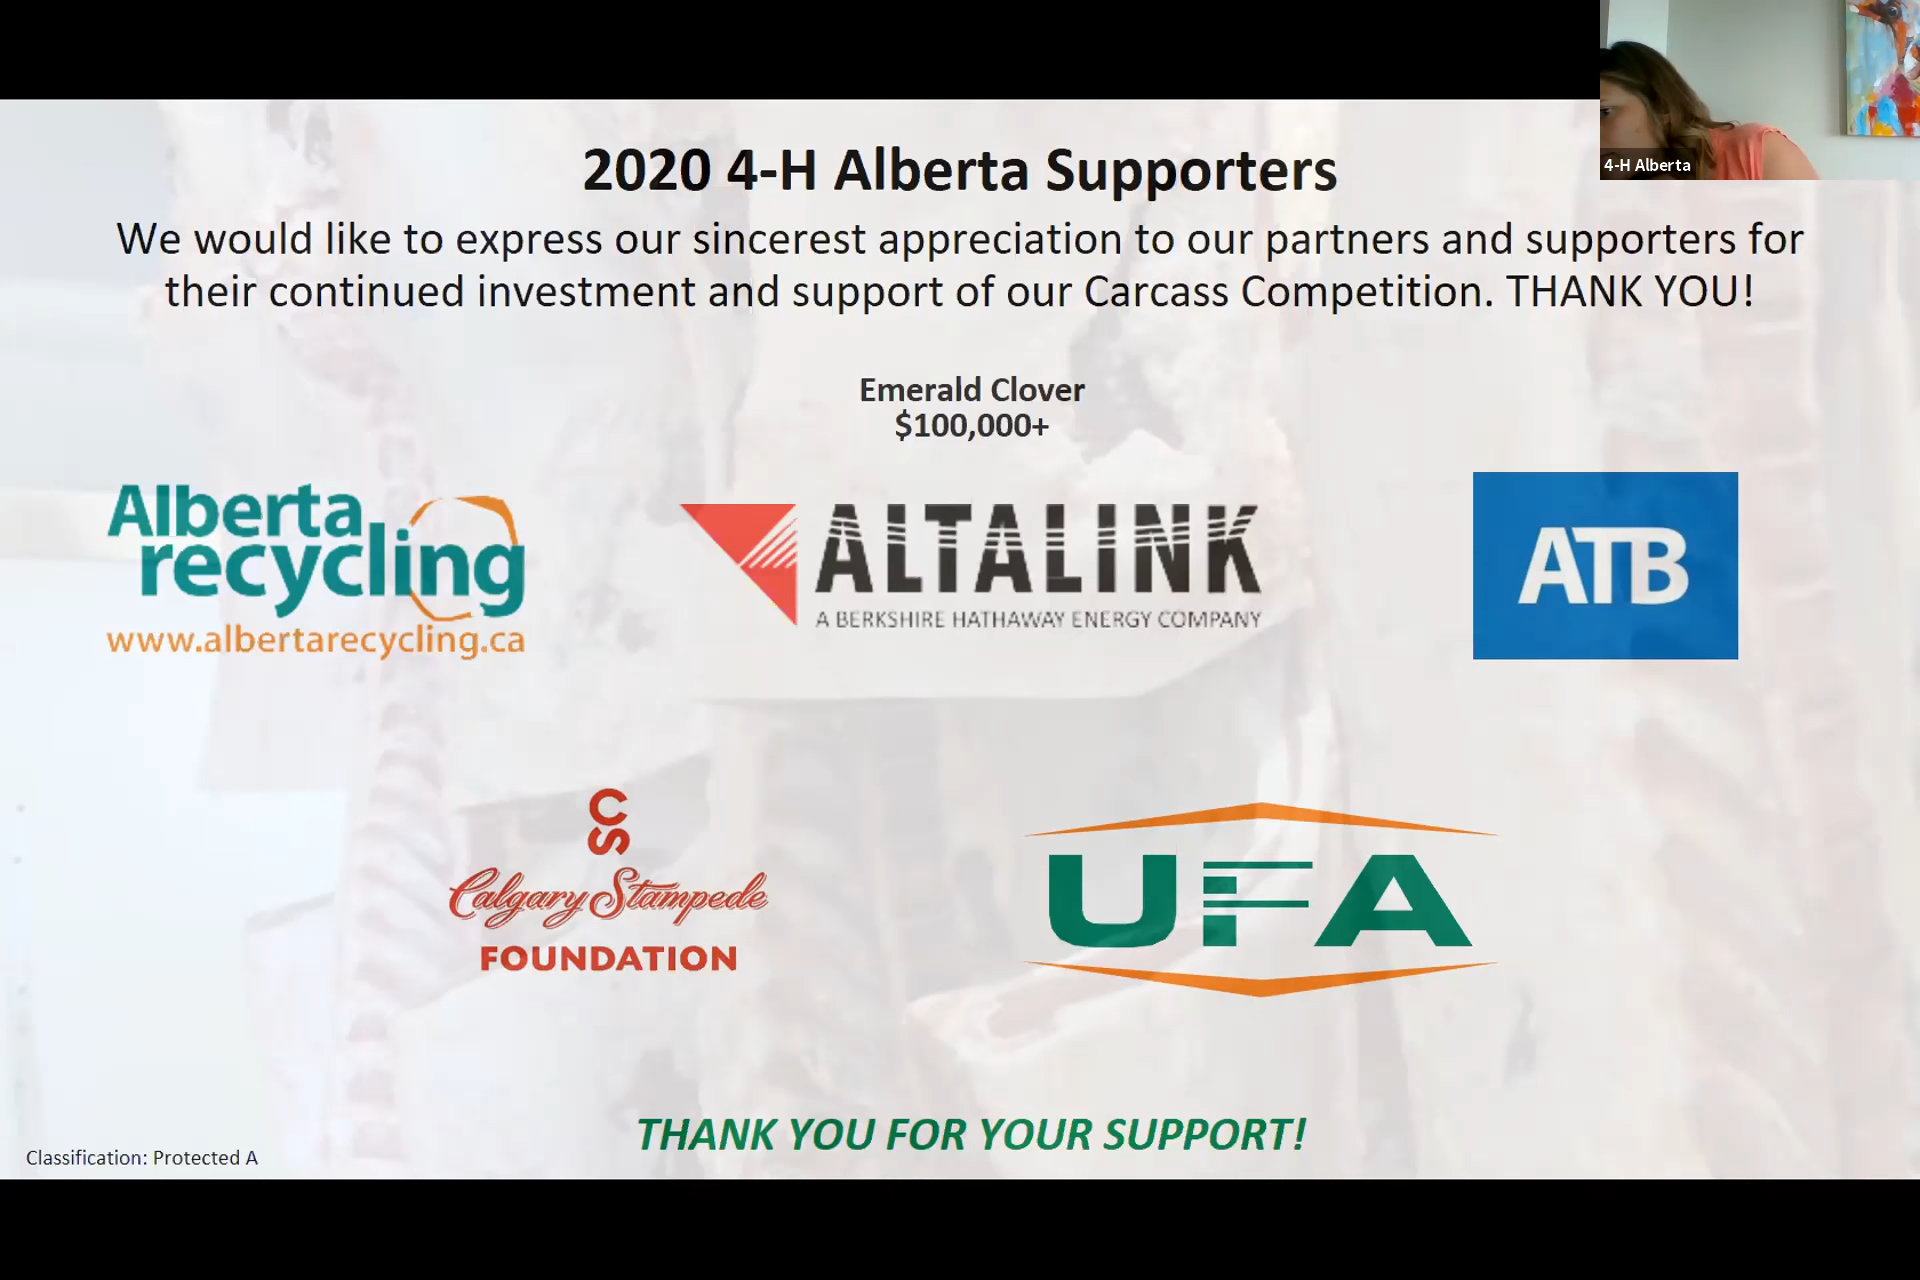 4-H Alberta
2020 4-H Alberta Supporters
We would like to express our sincerest appreciation to our partners and supporters for
their continued investment and support of our Carcass Competition. THANK YOU!
Emerald Clover
$100,000+
Alberta
recycling
www.albertarecycling.ca
ALTALINK
A BERKSHIRE HATHAWAY ENERGY COMPANY
ATB
CS
Calgary Stampede
FOUNDATION
UFA
THANK YOU FOR YOUR SUPPORT!
Classification: Protected A